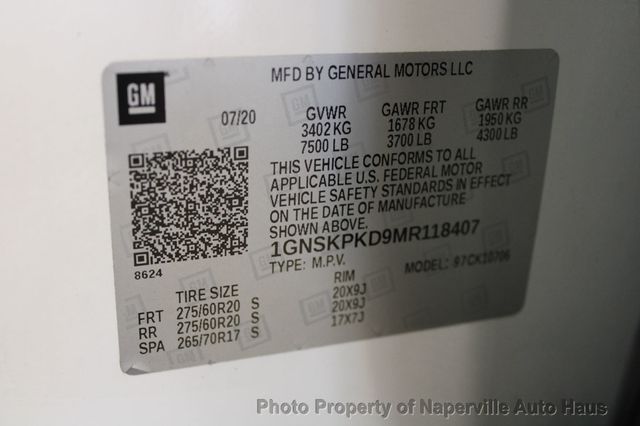 GM
MFD BY GENERAL MOTORS LLC
07/20
GVWR GAWR FRT GAWR RR
3402 KG 1678 KG 1950 KG
7500 LB 3700 LB 4300 LB
THIS VEHICLE CONFORMS TO ALL
APPLICABLE U.S. FEDERAL MOTOR
VEHICLE SAFETY STANDARDS IN EFFECT
ON THE DATE OF MANUFACTURE
SHOWN ABOVE.
1GNSKPKD9MR118407
8624
TYPE: M.P.V. MODEL: 97CK10706
TIRE SIZE RIM
FRT 275/60R20 S 20X9J
RR 275/60R20 S 20X9J
SPA 265/70R17 S 17X7J
Photo Property of Naperville Auto Haus